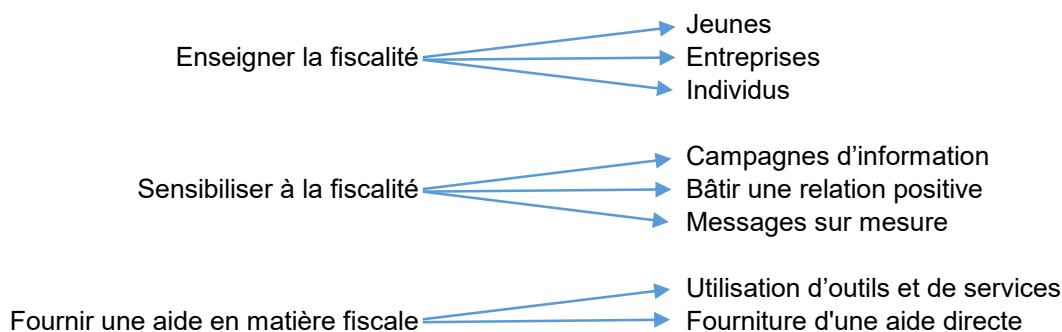 Enseigner la fiscalité
Jeunes
Entreprises
Individus
Sensibiliser à la fiscalité
Campagnes d’information
Bâtir une relation positive
Messages sur mesure
Fournir une aide en matière fiscale
Utilisation d’outils et de services
Fourniture d'une aide directe